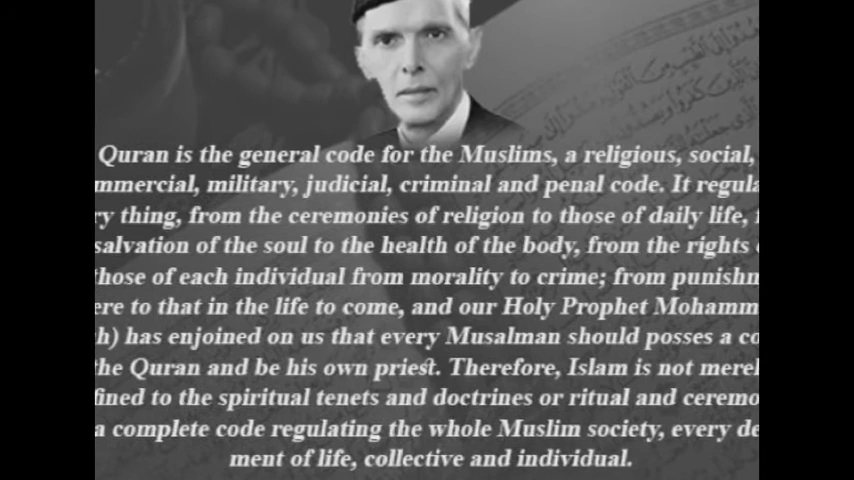 Quran is the general code for the Muslims, a religious, social,
mmercial, military, judicial, criminal and penal code. It regula
ry thing, from the ceremonies of religion to those of daily life,
salvation of the soul to the health of the body, from the rights
those of each individual from morality to crime; from punishm
ere to that in the life to come, and our Holy Prophet Mohamm
h) has enjoined on us that every Musalman should posses a co
the Quran and be his own priest. Therefore, Islam is not merel
fined to the spiritual tenets and doctrines or ritual and ceremo
a complete code regulating the whole Muslim society, every de
ment of life, collective and individual.